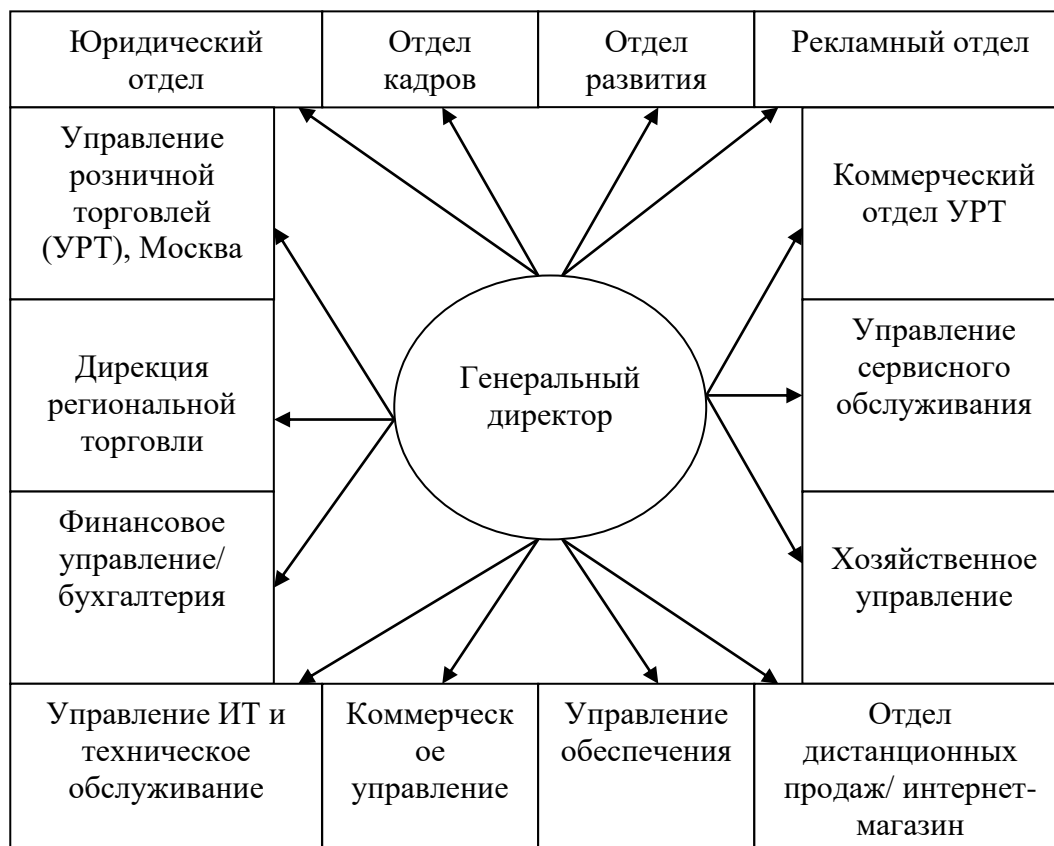 Юридический
отдел
Отдел
кадров
Отдел
развития
Рекламный отдел
Управление
розничной
торговлей
(УРТ), Москва
Коммерческий
отдел УРТ
Дирекция
региональной
торговли
Генеральный
директор
Управление
сервисного
обслуживания
Финансовое
управление/
бухгалтерия
Хозяйственное
управление
Управление ИТ и
техническое
обслуживание
Коммерческ
ое
управление
Управление
обеспечения
Отдел
дистанционных
продаж/ интернет-
магазин